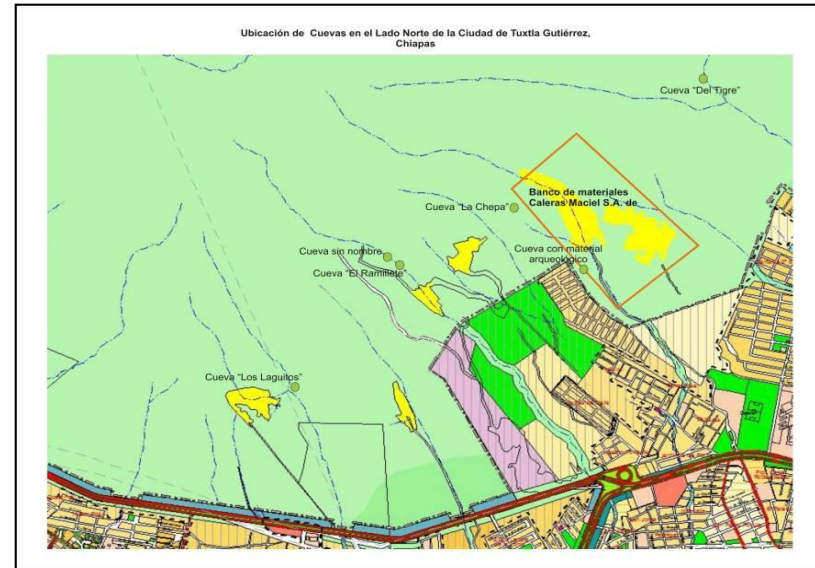 Ubicación de Cuevas en el Lado Norte de la Ciudad de Tuxtla Gutiérrez,
Chiapas
Cueva "Del Tigre"
Banco de materiales
Caleras Maciel S.A. de
Cueva "La Chepa"
Cueva con material
arqueológico
Cueva sin nombre
Cueva "El Ramillete"
Cueva "Los Laguitos"